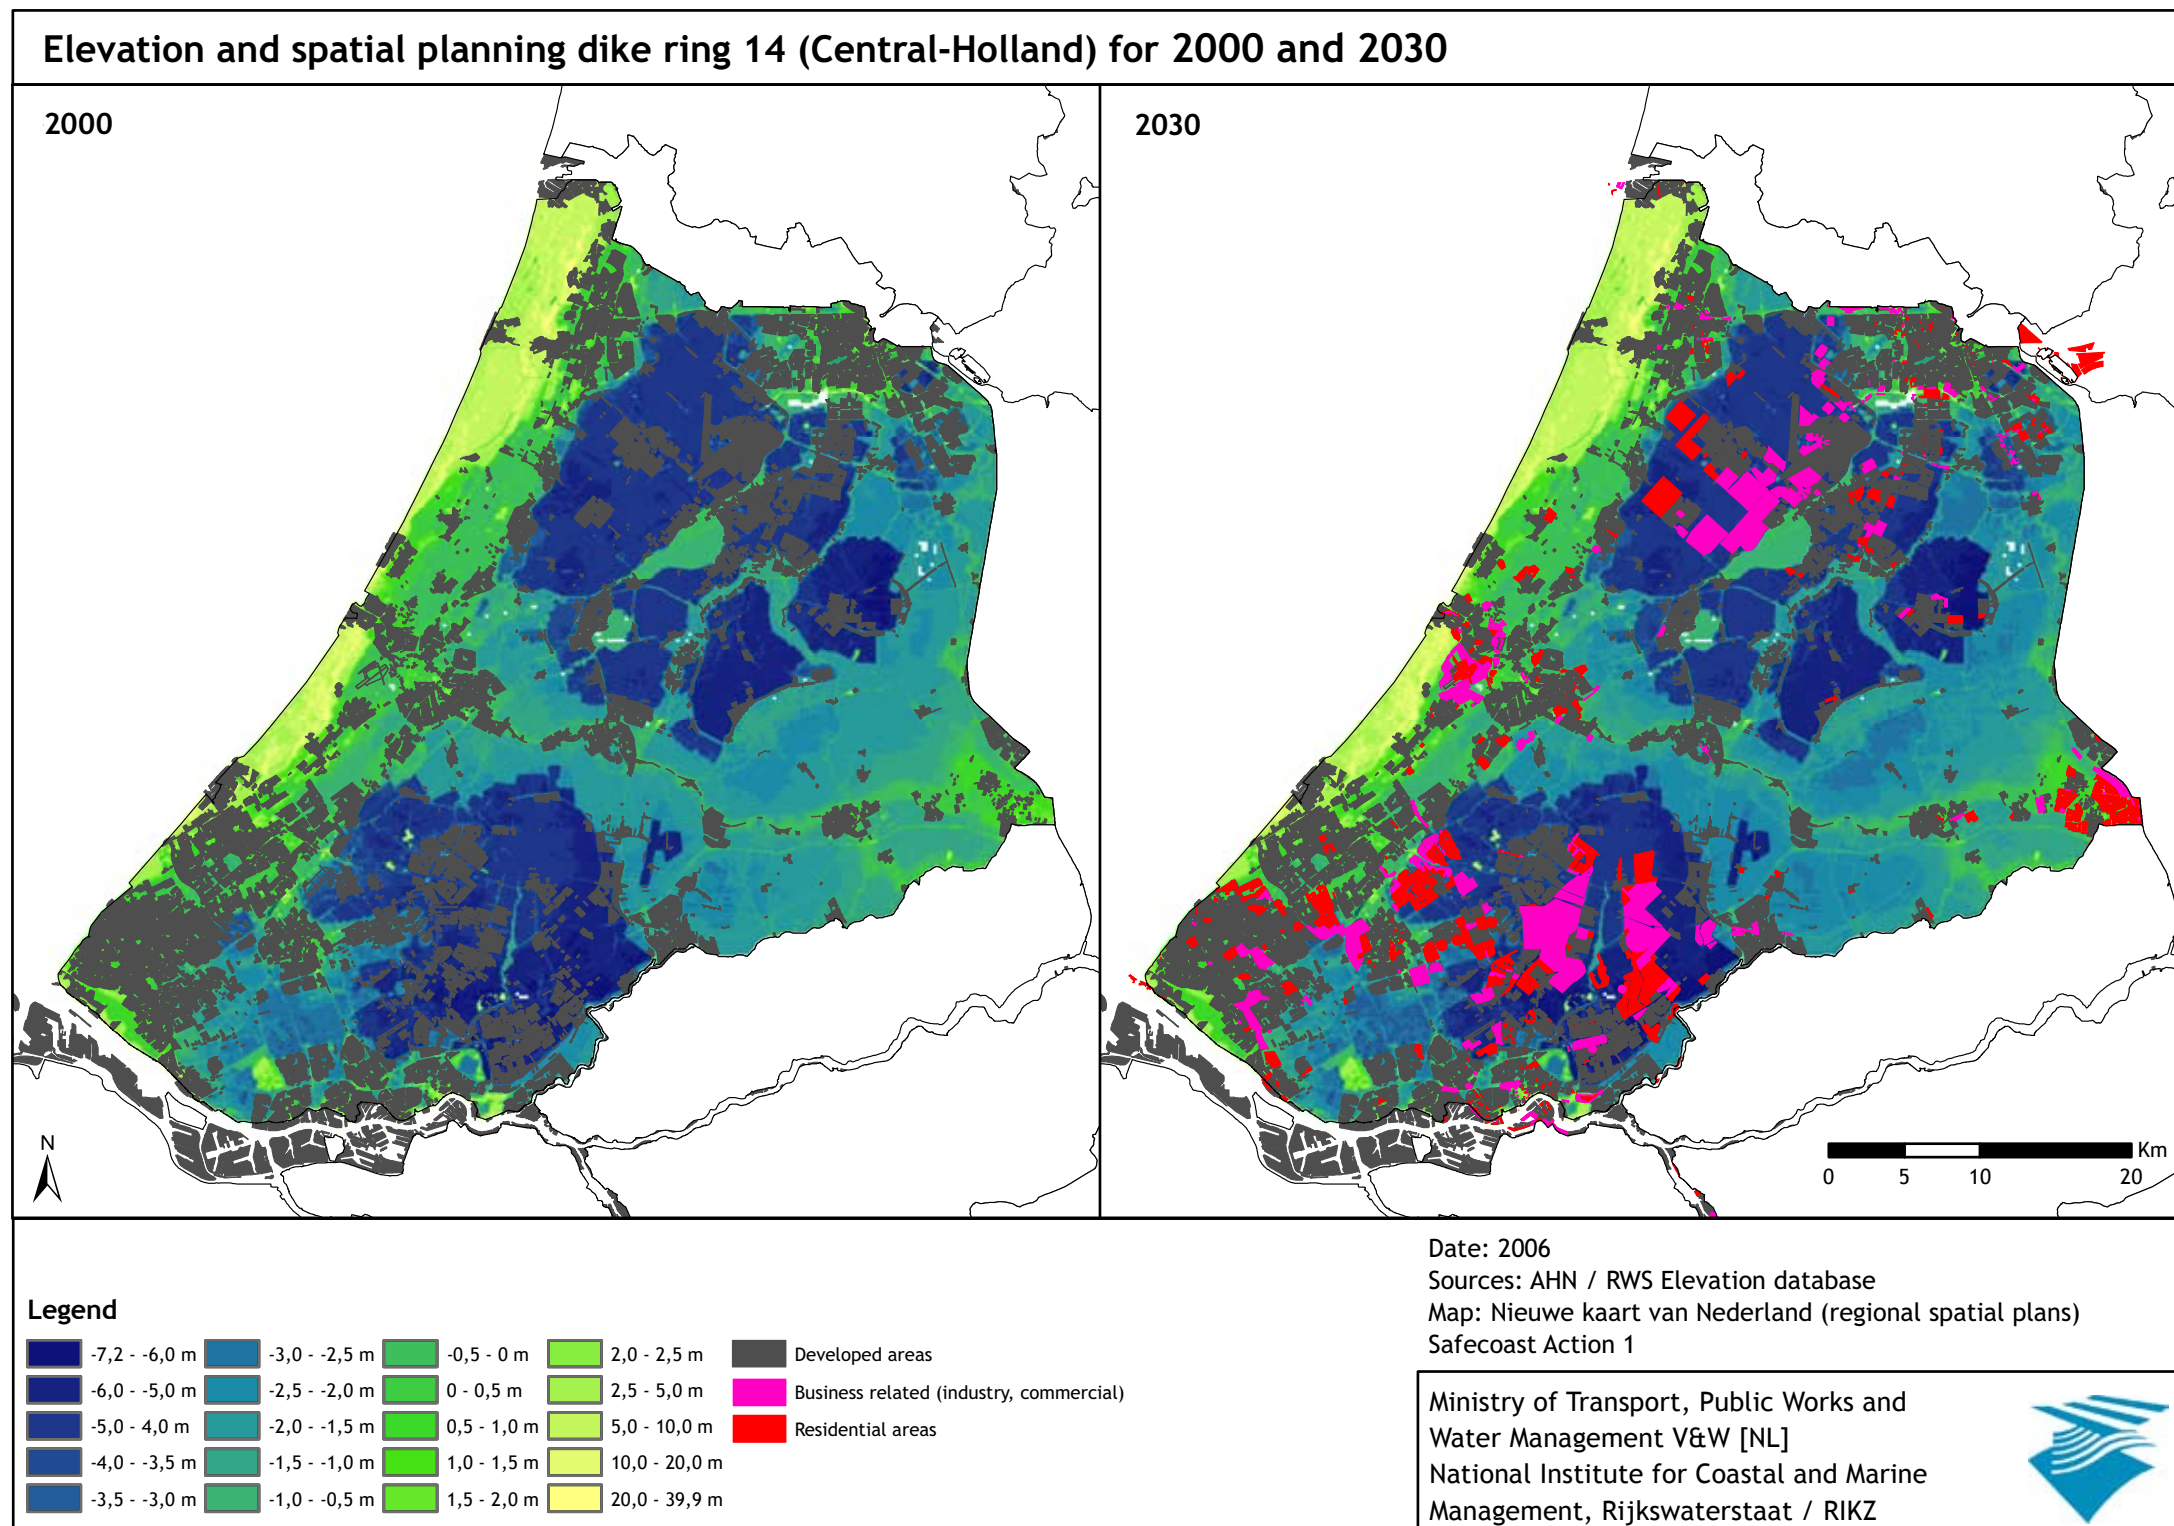 Elevation and spatial planning dike ring 14 (Central-Holland) for 2000 and 2030
2000
2030
N
Km
0 5 10 20
Legend
-7,2 - -6,0 m
-6,0 - -5,0 m
-5,0 - 4,0 m
-4,0 - -3,5 m
-3,5 - -3,0 m
-3,0 - -2,5 m
-2,5 - -2,0 m
-2,0 - -1,5 m
-1,5 - -1,0 m
-1,0 - -0,5 m
-0,5 - 0 m
0 - 0,5 m
0,5 - 1,0 m
1,0 - 1,5 m
1,5 - 2,0 m
2,0 - 2,5 m
2,5 - 5,0 m
5,0 - 10,0 m
10,0 - 20,0 m
20,0 - 39,9 m
Developed areas
Business related (industry, commercial)
Residential areas
Date: 2006
Sources: AHN / RWS Elevation database
Map: Nieuwe kaart van Nederland (regional spatial plans)
Safecoast Action 1
Ministry of Transport, Public Works and
Water Management V&W [NL]
National Institute for Coastal and Marine
Management, Rijkswaterstaat / RIKZ